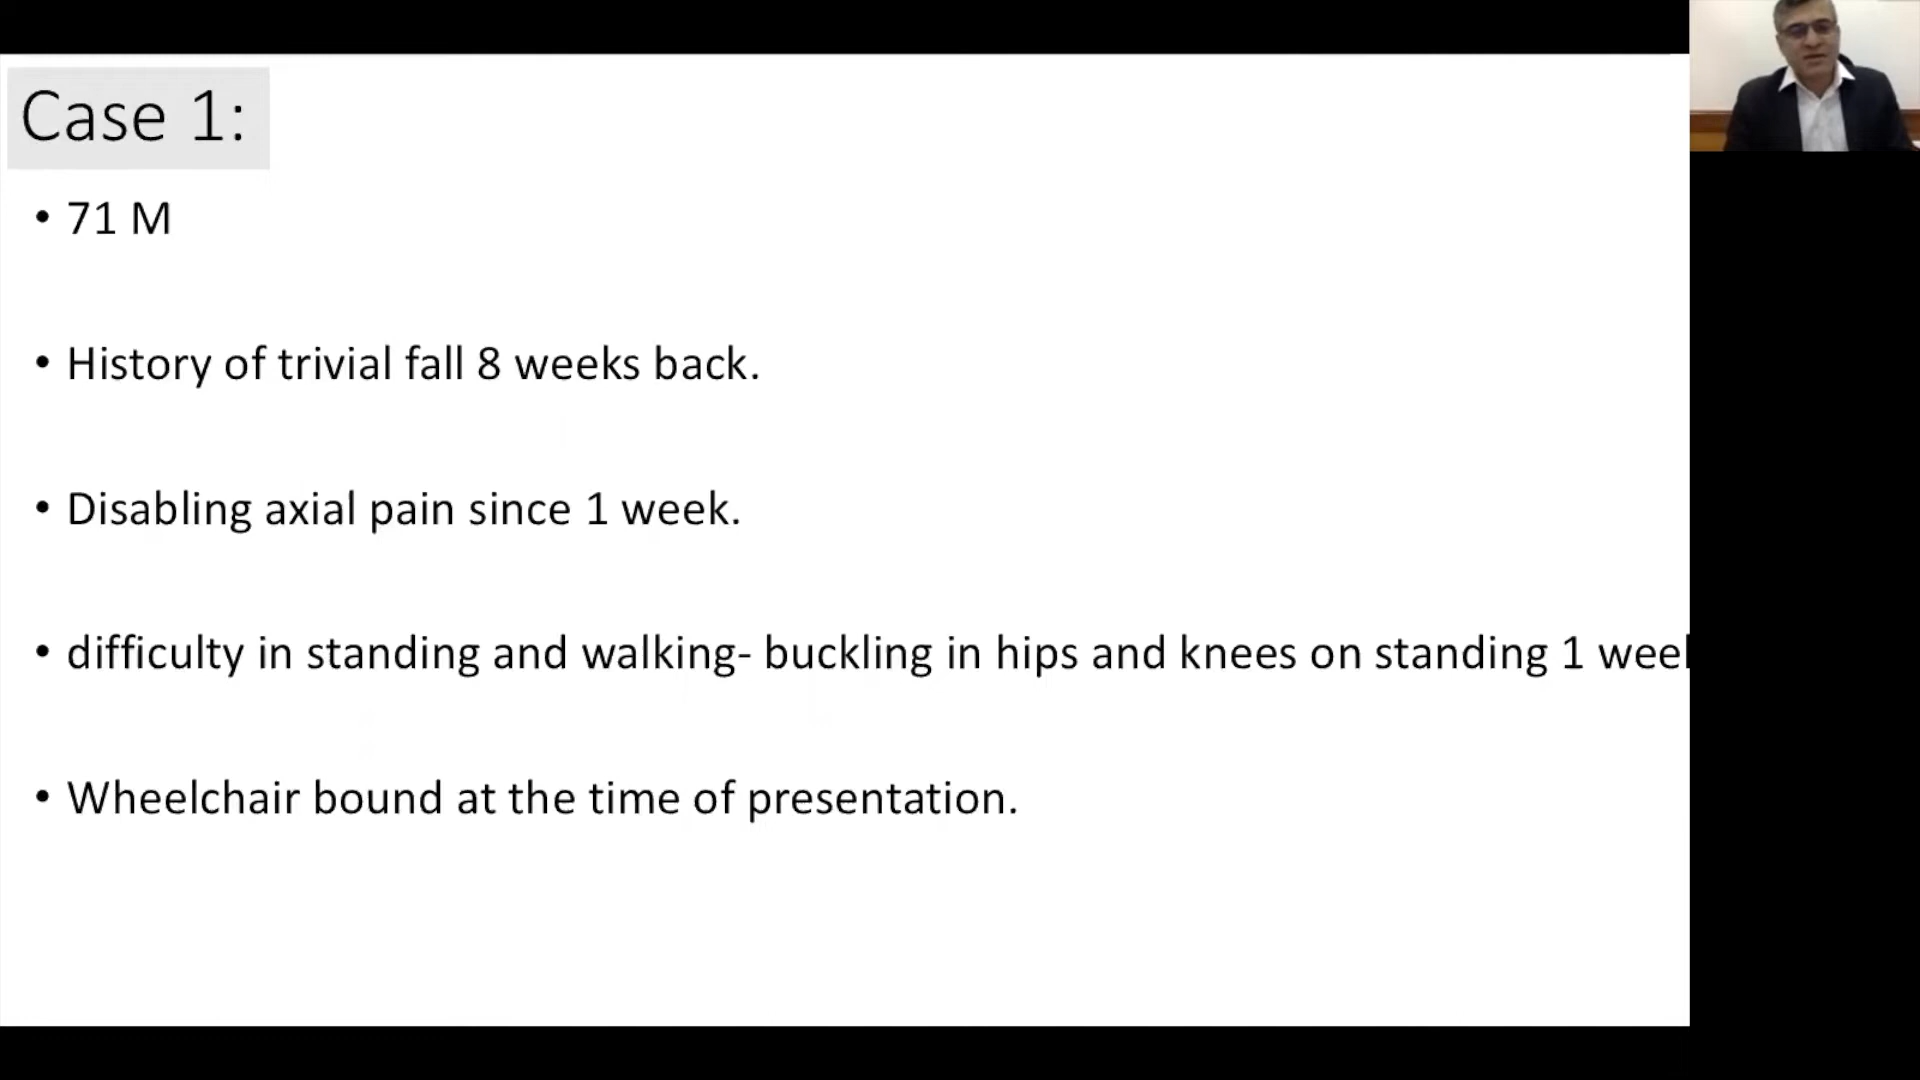 Case 1:
• 71 M
• History of trivial fall 8 weeks back.
• Disabling axial pain since 1 week.
• difficulty in standing and walking- buckling in hips and knees on standing 1
• Wheelchair bound at the time of presentation.